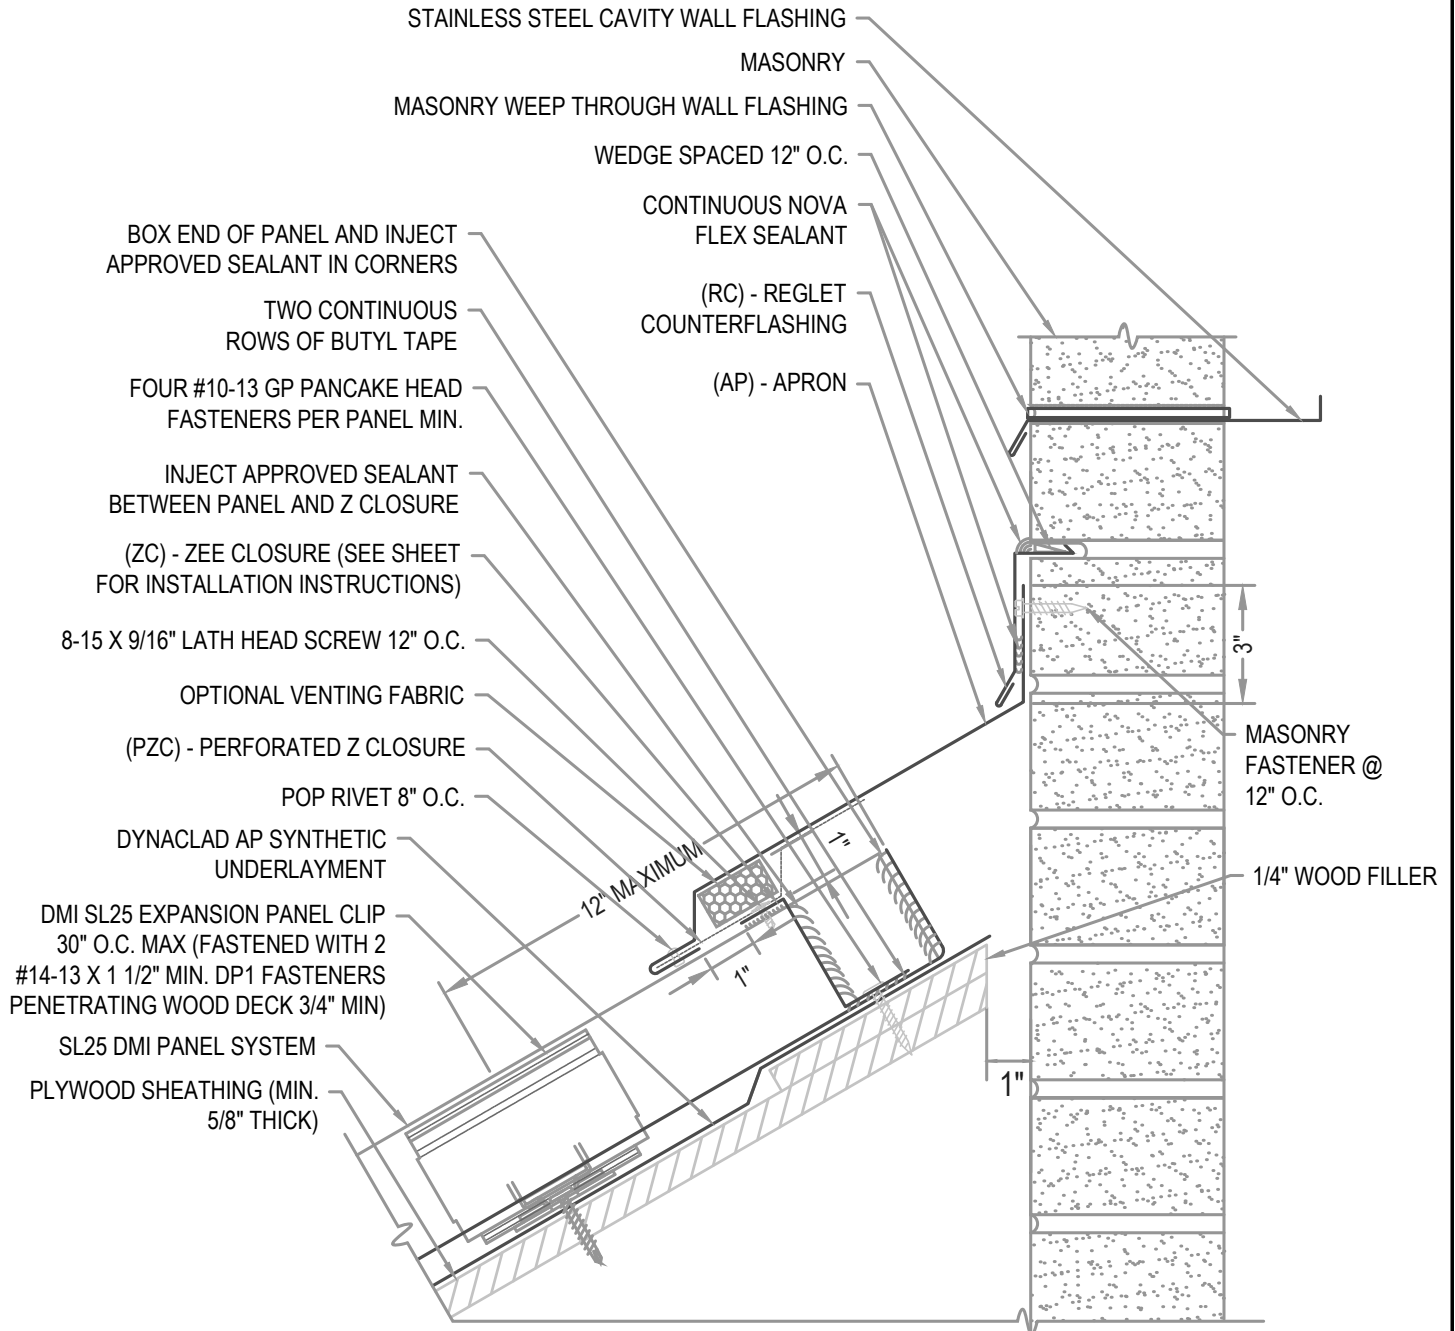 STAINLESS STEEL CAVITY WALL FLASHING
MASONRY
MASONRY WEEP THROUGH WALL FLASHING
WEDGE SPACED 12" O.C.
CONTINUOUS NOVA
FLEX SEALANT
(RC) - REGLET
COUNTERFLASHING
(AP) - APRON
BOX END OF PANEL AND INJECT
APPROVED SEALANT IN CORNERS
TWO CONTINUOUS
ROWS OF BUTYL TAPE
FOUR #10-13 GP PANCAKE HEAD
FASTENERS PER PANEL MIN.
INJECT APPROVED SEALANT
BETWEEN PANEL AND Z CLOSURE
(ZC) - ZEE CLOSURE (SEE SHEET
FOR INSTALLATION INSTRUCTIONS)
8-15 X 9/16" LATH HEAD SCREW 12" O.C.
OPTIONAL VENTING FABRIC
(PZC) - PERFORATED Z CLOSURE
POP RIVET 8" O.C.
DYNACLAD AP SYNTHETIC
UNDERLAYMENT
DMI SL25 EXPANSION PANEL CLIP
30" O.C. MAX (FASTENED WITH 2
#14-13 X 1 1/2" MIN. DP1 FASTENERS
PENETRATING WOOD DECK 3/4" MIN)
SL25 DMI PANEL SYSTEM
PLYWOOD SHEATHING (MIN.
5/8" THICK)
12" MAXIMUM
1"
1"
3"
MASONRY
FASTENER @
12" O.C.
1/4" WOOD FILLER
1"